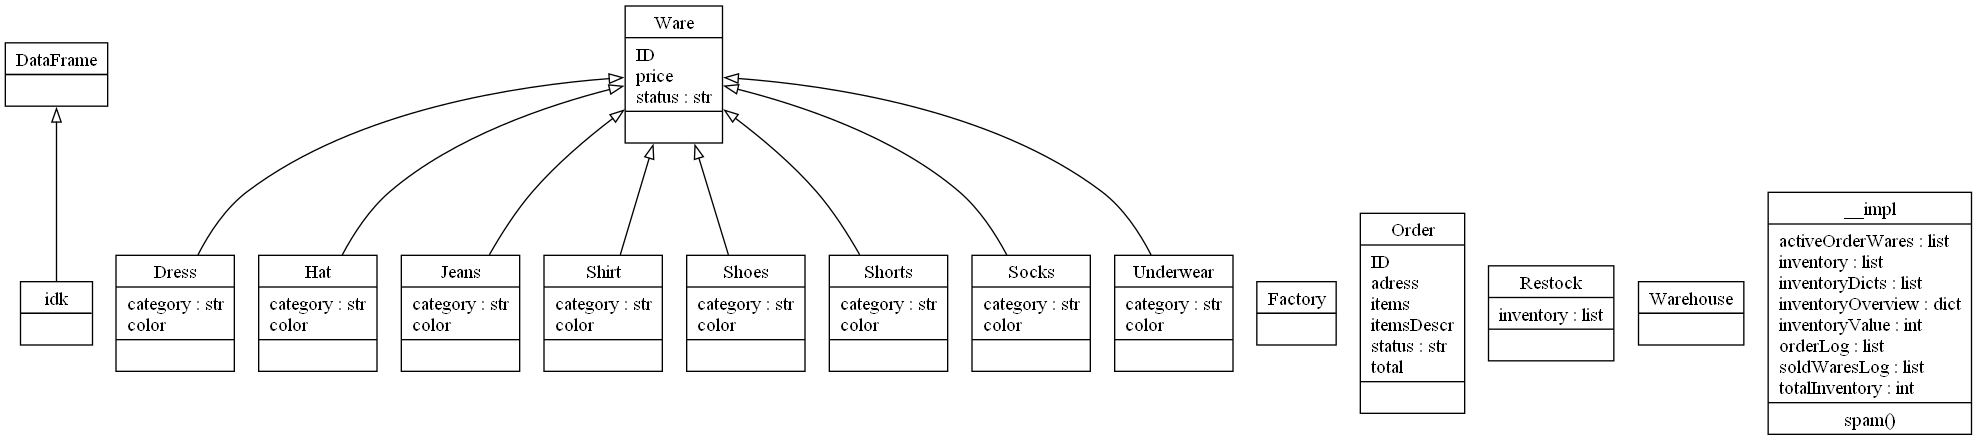 DataFrame
idk
Ware
ID
price
status : str
Dress
category : str
color
Hat
category : str
color
Jeans
category : str
color
Shirt
category : str
color
Shoes
category : str
color
Shorts
category : str
color
Socks
category : str
color
Underwear
category : str
color
Factory
Order
ID
adress
items
itemsDescr
status : str
total
Restock
inventory : list
Warehouse
__impl
activeOrderWares : list
inventory : list
inventoryDicts : list
inventoryOverview : dict
inventoryValue : int
orderLog : list
soldWaresLog : list
totalInventory : int
spam()